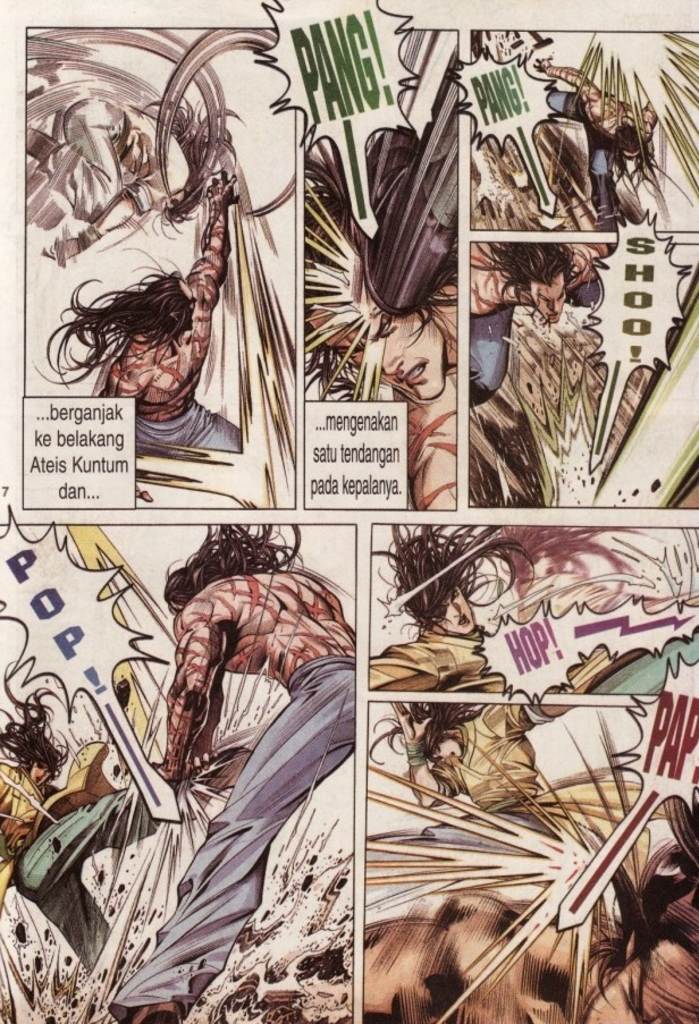 PANG!
PANG!
SHOO!
...berganjak
ke belakang
Ateis Kuntum
dan...
...mengenakan
satu tendangan
pada kepalanya.
7
POP!
HOP!
PAP!